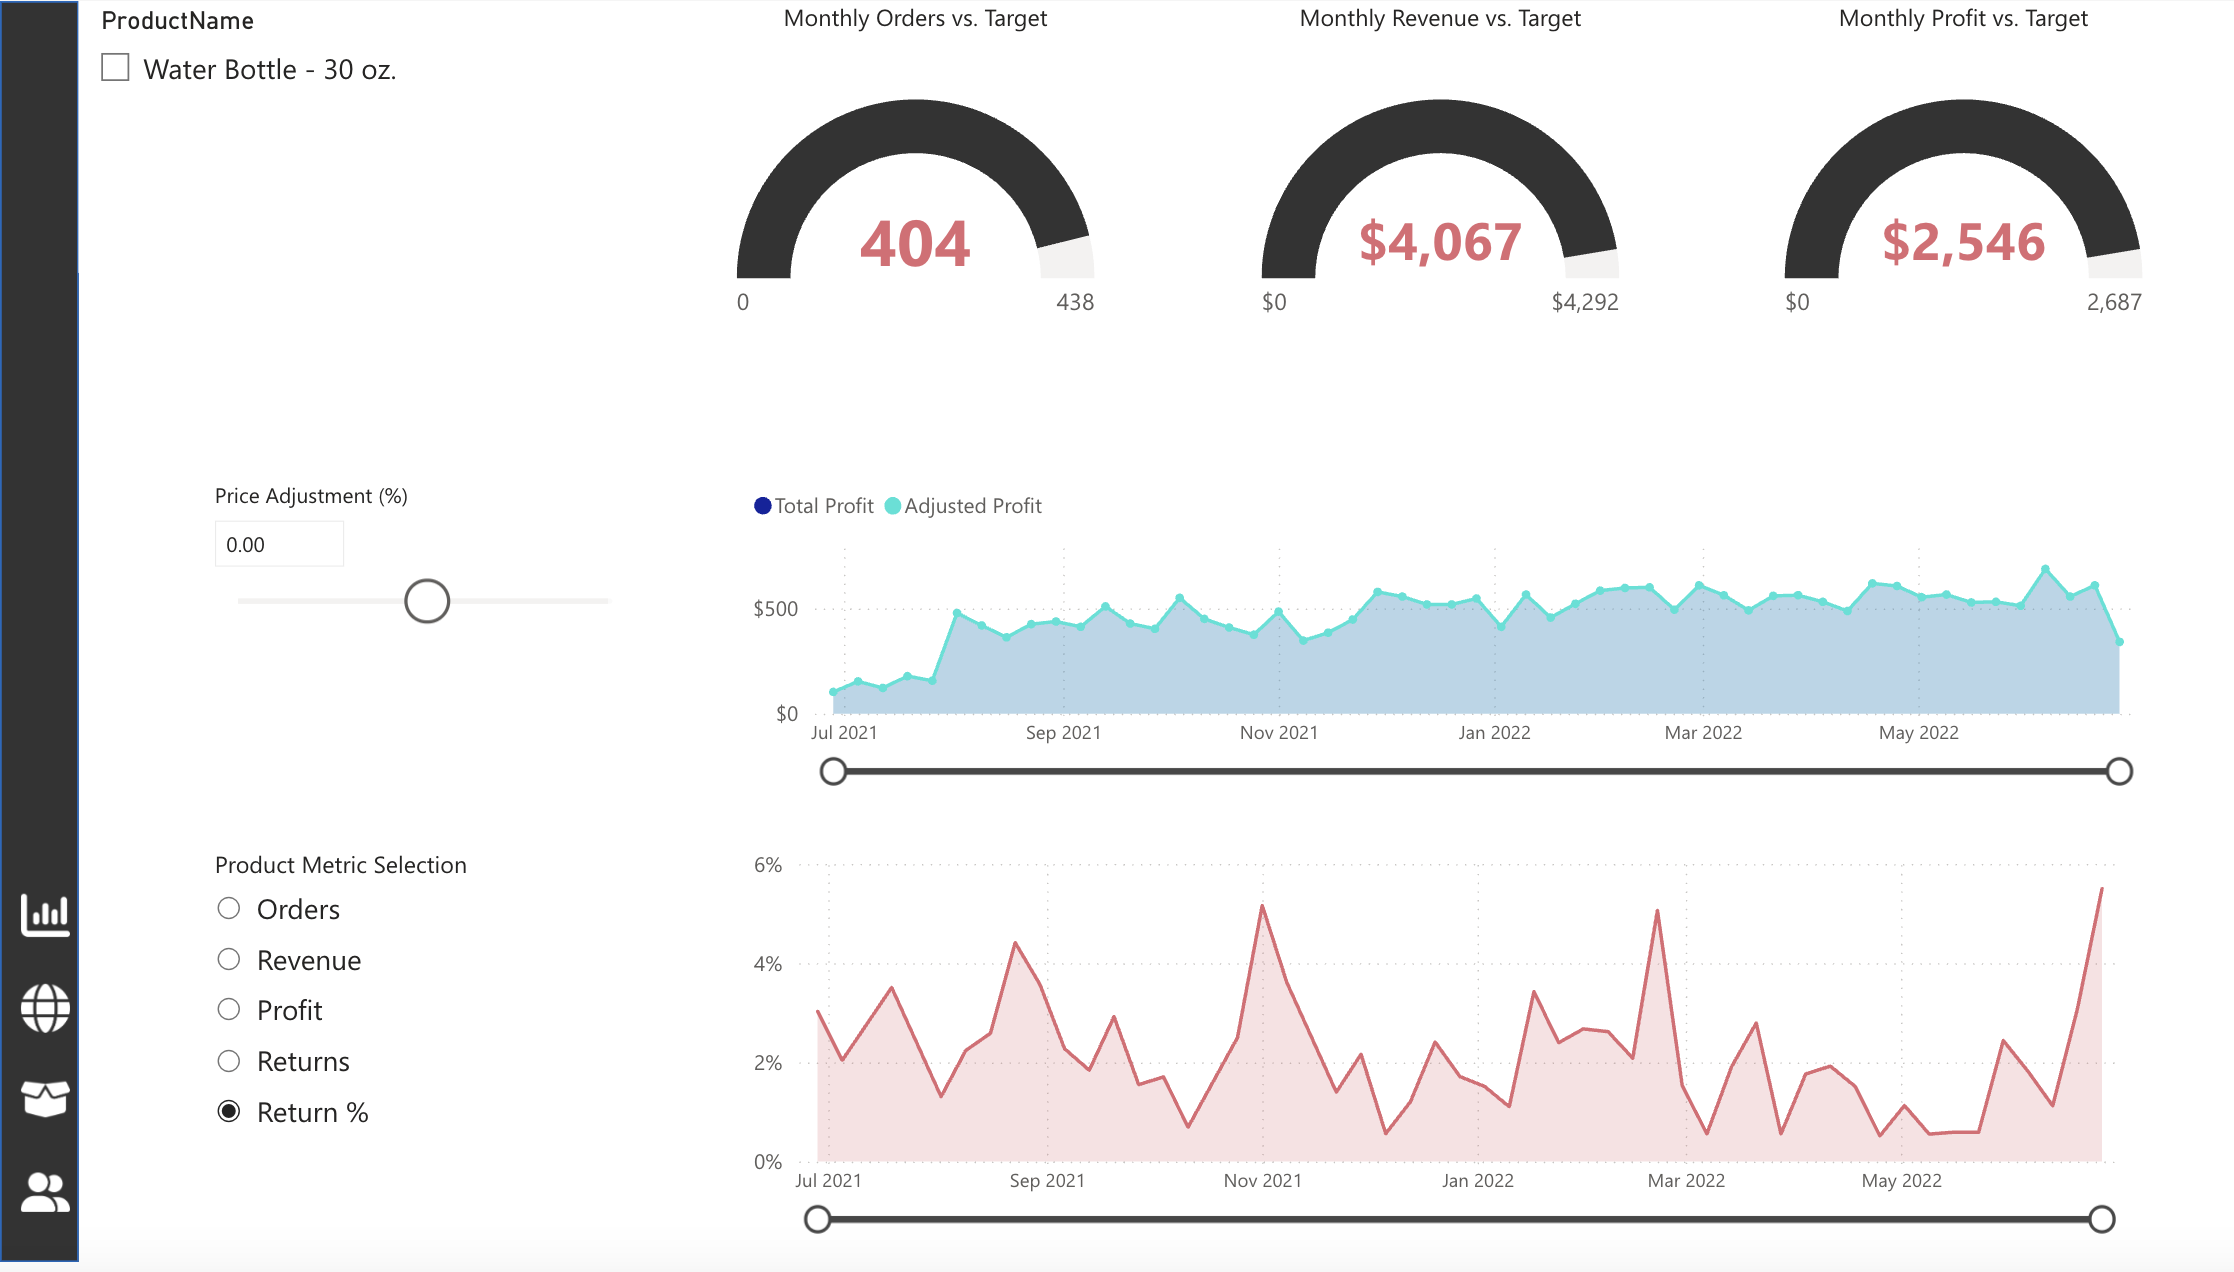 ProductName
Water Bottle - 30 oz.
Monthly Orders vs. Target
404
0
438
Monthly Revenue vs. Target
$4,067
$0
$4,292
Monthly Profit vs. Target
$2,546
$0
2,687
Price Adjustment (%)
0.00
Total Profit
Adjusted Profit
$500
$0
Jul 2021
Sep 2021
Nov 2021
Jan 2022
Mar 2022
May 2022
Product Metric Selection
Orders
Revenue
Profit
Returns
Return %
6%
4%
2%
0%
Jul 2021
Sep 2021
Nov 2021
Jan 2022
Mar 2022
May 2022